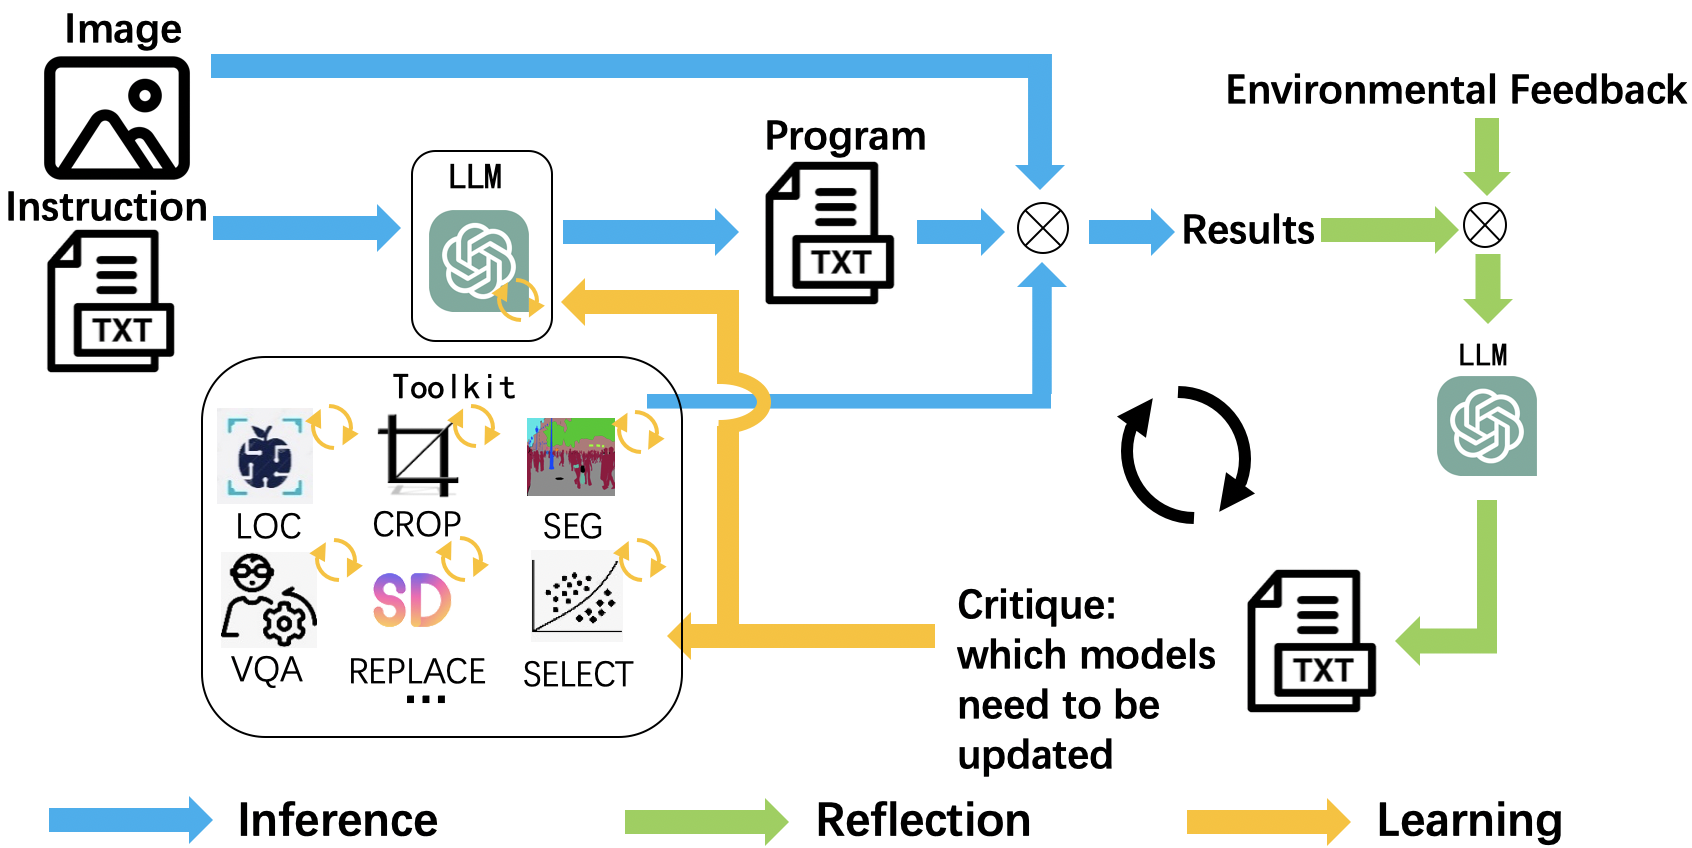 Image
Instruction
TXT
LLM
Program
TXT
Results
Environmental Feedback
LLM
Toolkit
LOC
CROP
SEG
VQA
SD
REPLACE
SELECT
...
Critique:
which models
need to be
updated
TXT
Inference
Reflection
Learning